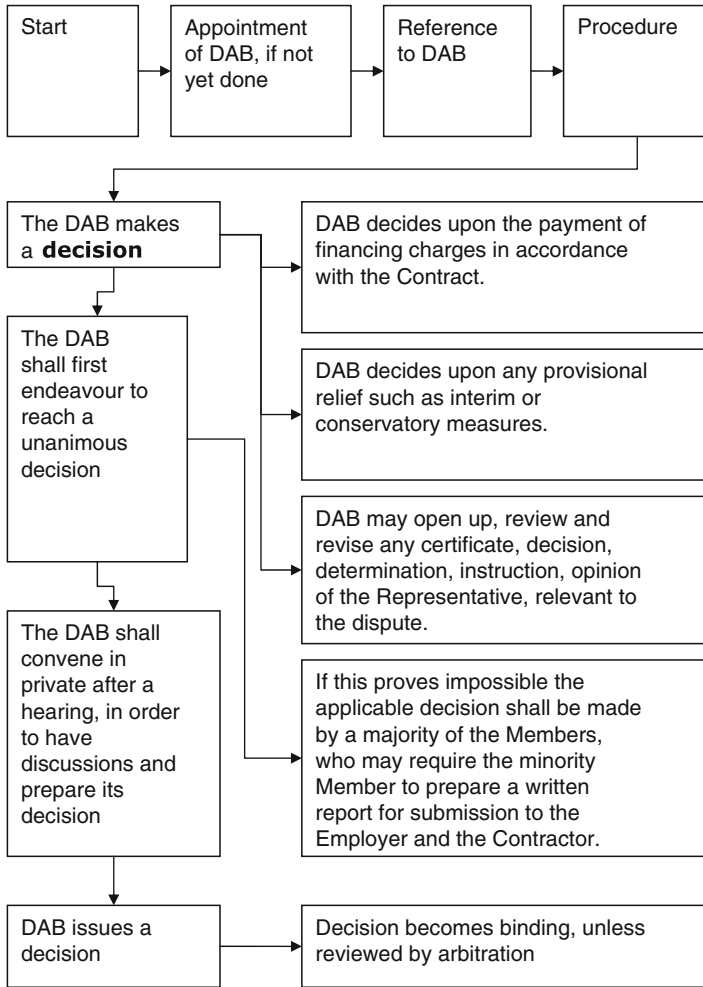 Start
Appointment
of DAB, if not
yet done
Reference
to DAB
Procedure
The DAB makes
a decision
DAB decides upon the payment of
financing charges in accordance
with the Contract.
The DAB
shall first
endeavour to
reach a
unanimous
decision
DAB decides upon any provisional
relief such as interim or
conservatory measures.
DAB may open up, review and
revise any certificate, decision,
determination, instruction, opinion
of the Representative, relevant to
the dispute.
The DAB shall
convene in
private after a
hearing, in order
to have
discussions and
prepare its
decision
If this proves impossible the
applicable decision shall be made
by a majority of the Members,
who may require the minority
Member to prepare a written
report for submission to the
Employer and the Contractor.
DAB issues a
decision
Decision becomes binding, unless
reviewed by arbitration